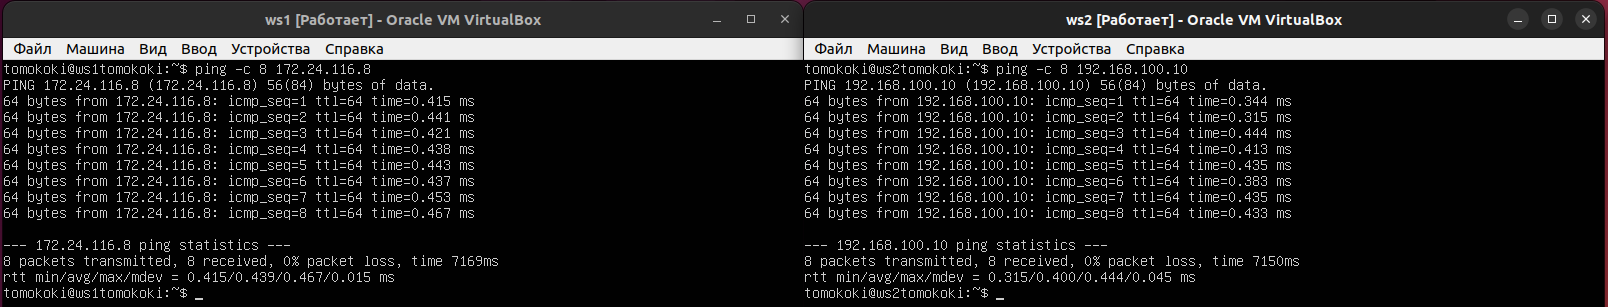 ws1 [Работает] - Oracle VM VirtualBox
Файл Машина Вид Ввод Устройства Справка
tomokoki@ws1tomokoki:~$ ping -c 8 172.24.116.8
PING 172.24.116.8 (172.24.116.8) 56(84) bytes of data.
64 bytes from 172.24.116.8: icmp_seq=1 ttl=64 time=0.415 ms
64 bytes from 172.24.116.8: icmp_seq=2 ttl=64 time=0.441 ms
64 bytes from 172.24.116.8: icmp_seq=3 ttl=64 time=0.421 ms
64 bytes from 172.24.116.8: icmp_seq=4 ttl=64 time=0.438 ms
64 bytes from 172.24.116.8: icmp_seq=5 ttl=64 time=0.443 ms
64 bytes from 172.24.116.8: icmp_seq=6 ttl=64 time=0.437 ms
64 bytes from 172.24.116.8: icmp_seq=7 ttl=64 time=0.453 ms
64 bytes from 172.24.116.8: icmp_seq=8 ttl=64 time=0.467 ms
--- 172.24.116.8 ping statistics ---
8 packets transmitted, 8 received, 0% packet loss, time 7169ms
rtt min/avg/max/mdev = 0.415/0.439/0.467/0.015 ms
tomokoki@ws1tomokoki:~$ _
ws2 [Работает] - Oracle VM VirtualBox
Файл Машина Вид Ввод Устройства Справка
tomokoki@ws2tomokoki:~$ ping -c 8 192.168.100.10
PING 192.168.100.10 (192.168.100.10) 56(84) bytes of data.
64 bytes from 192.168.100.10: icmp_seq=1 ttl=64 time=0.344 ms
64 bytes from 192.168.100.10: icmp_seq=2 ttl=64 time=0.315 ms
64 bytes from 192.168.100.10: icmp_seq=3 ttl=64 time=0.444 ms
64 bytes from 192.168.100.10: icmp_seq=4 ttl=64 time=0.413 ms
64 bytes from 192.168.100.10: icmp_seq=5 ttl=64 time=0.435 ms
64 bytes from 192.168.100.10: icmp_seq=6 ttl=64 time=0.383 ms
64 bytes from 192.168.100.10: icmp_seq=7 ttl=64 time=0.435 ms
64 bytes from 192.168.100.10: icmp_seq=8 ttl=64 time=0.433 ms
--- 192.168.100.10 ping statistics ---
8 packets transmitted, 8 received, 0% packet loss, time 7150ms
rtt min/avg/max/mdev = 0.315/0.400/0.444/0.045 ms
tomokoki@ws2tomokoki:~$ _